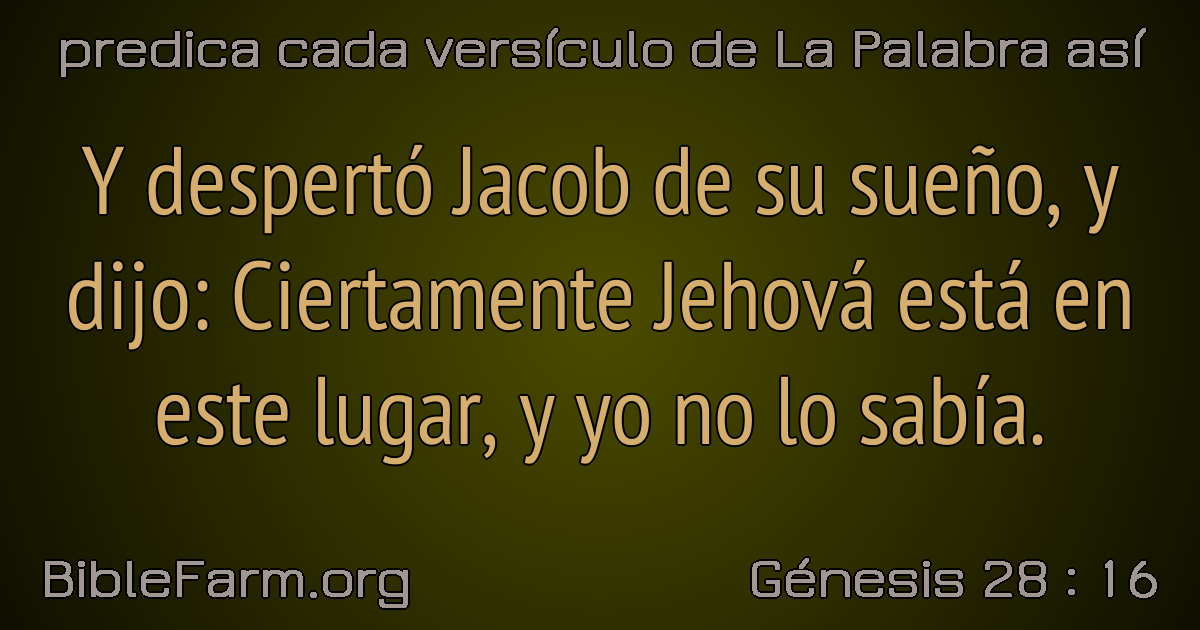 predica cada versículo de La Palabra así
Y despertó Jacob de su sueño, y
dijo: Ciertamente Jehová está en
este lugar, y yo no lo sabía.
BibleFarm.org
Génesis 28 : 16